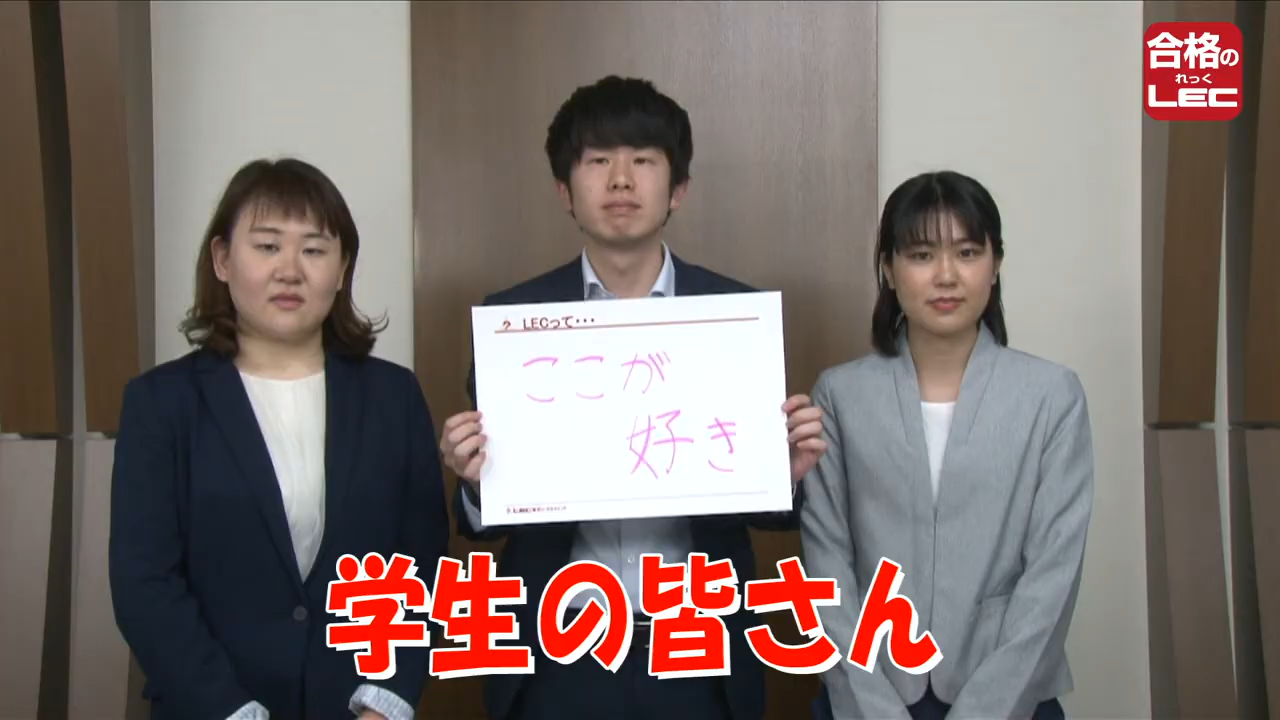 合格の
れっく
LEC
? LECって・・・
ここが
好き
学生の皆さん